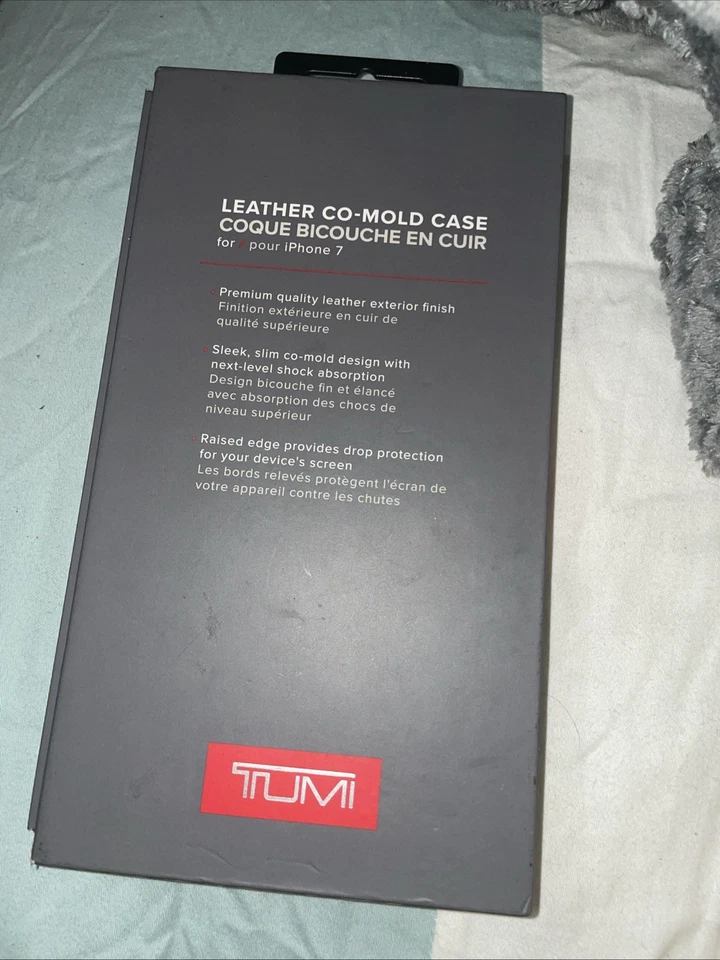 LEATHER CO-MOLD CASE
COQUE BICOUCHE EN CUIR
for / pour iPhone 7
Premium quality leather exterior finish
Finition extérieure en cuir de
qualité supérieure
Sleek, slim co-mold design with
next-level shock absorption
Design bicouche fin et élancé
avec absorption des chocs de
niveau supérieur
Raised edge provides drop protection
for your device's screen
Les bords relevés protègent l'écran de
votre appareil contre les chutes
TUMI